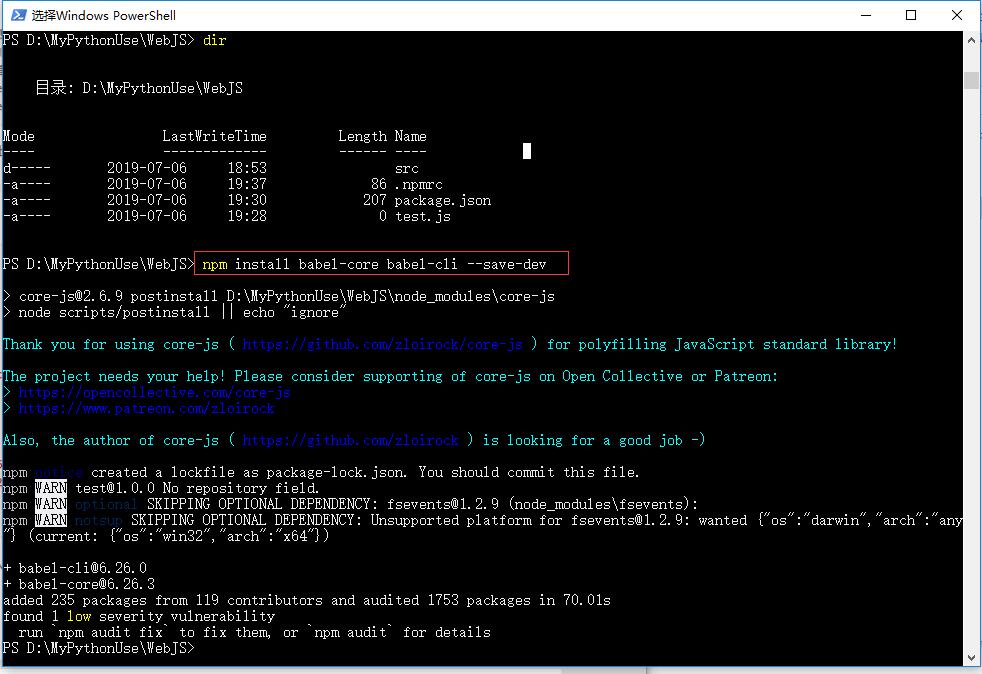 选择Windows PowerShell
PS D:\MyPythonUse\WebJS> dir
目录: D:\MyPythonUse\WebJS
Mode LastWriteTime Length Name
---- ------------- ------ ----
d----- 2019-07-06 18:53 src
-a---- 2019-07-06 19:37 86 .npmrc
-a---- 2019-07-06 19:30 207 package.json
-a---- 2019-07-06 19:28 0 test.js
PS D:\MyPythonUse\WebJS> npm install babel-core babel-cli --save-dev
> core-js@2.6.9 postinstall D:\MyPythonUse\WebJS\node_modules\core-js
> node scripts/postinstall || echo "ignore"
Thank you for using core-js ( https://github.com/zloirock/core-js ) for polyfilling JavaScript standard library!
The project needs your help! Please consider supporting of core-js on Open Collective or Patreon:
> https://opencollective.com/core-js
> https://www.patreon.com/zloirock
Also, the author of core-js ( https://github.com/zloirock ) is looking for a good job -)
npm notice created a lockfile as package-lock.json. You should commit this file.
npm WARN test@1.0.0 No repository field.
npm WARN optional SKIPPING OPTIONAL DEPENDENCY: fsevents@1.2.9 (node_modules\fsevents):
npm WARN notsup SKIPPING OPTIONAL DEPENDENCY: Unsupported platform for fsevents@1.2.9: wanted {"os":"darwin","arch":"any
"} (current: {"os":"win32","arch":"x64"})
+ babel-cli@6.26.0
+ babel-core@6.26.3
added 235 packages from 119 contributors and audited 1753 packages in 70.01s
found 1 low severity vulnerability
run `npm audit fix` to fix them, or `npm audit` for details
PS D:\MyPythonUse\WebJS>